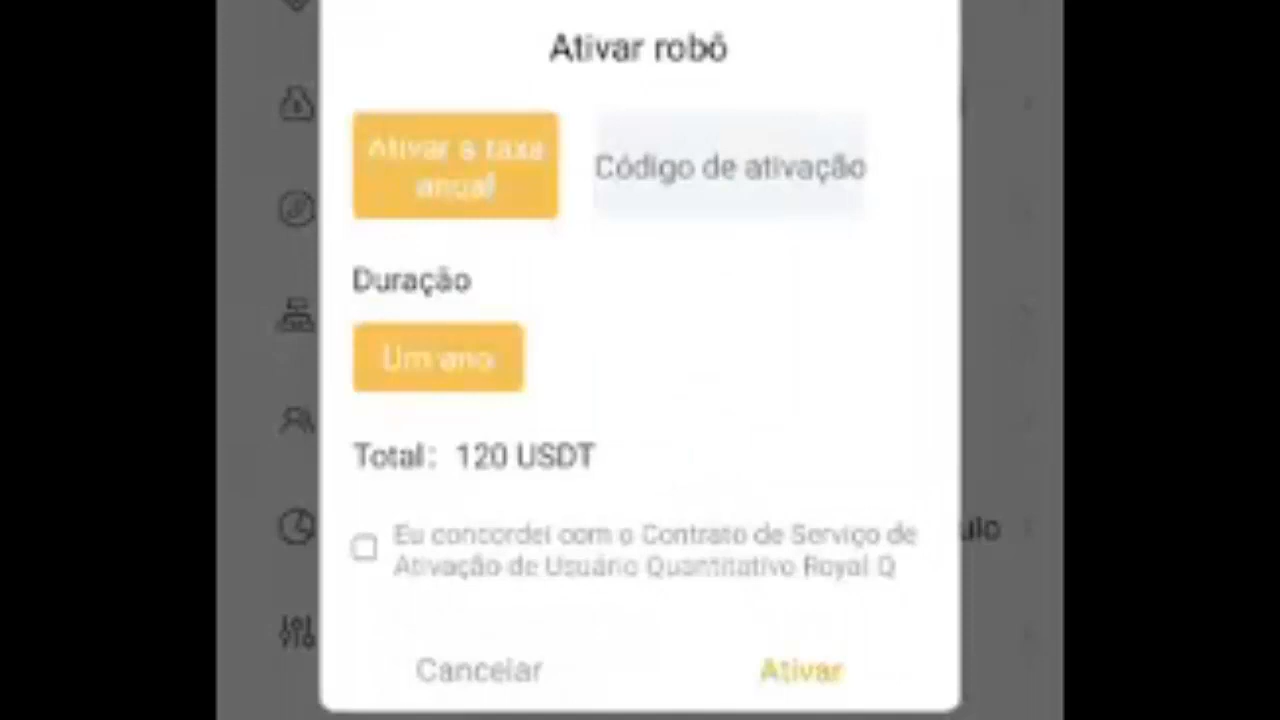 Ativar robô
Ativar a taxa
anual
Código de ativação
Duração
Um ano
Total: 120 USDT
Eu concordei com o Contrato de Serviço de
Ativação de Usuário Quantitativo Royal Q
ulo
Cancelar
Ativar